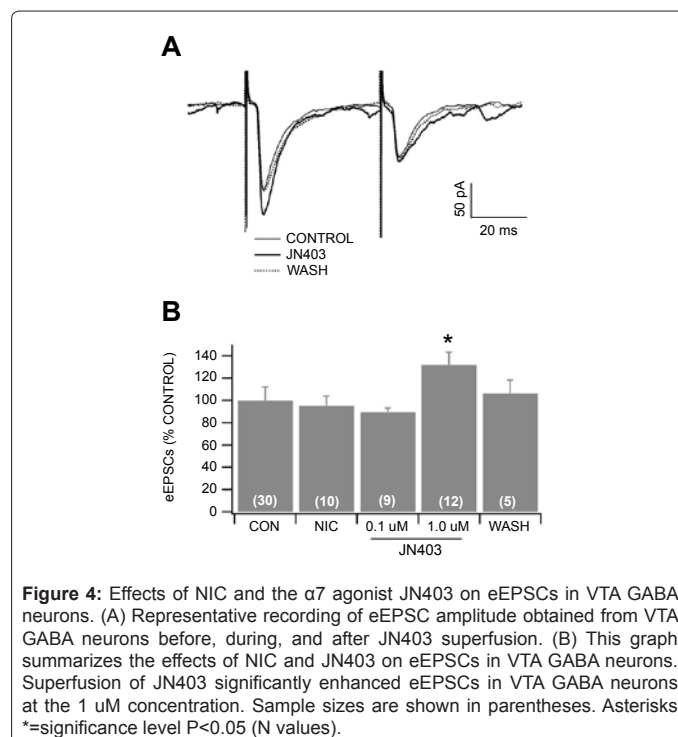 A
50 pA
20 ms
CONTROL
JN403
WASH
B
eEPSCs (% CONTROL)
140
120
100
80
60
40
20
0
(30) (10) (9) (12) (5)
*
CON NIC 0.1 uM 1.0 uM WASH
JN403
Figure 4: Effects of NIC and the α7 agonist JN403 on eEPSCs in VTA GABA
neurons. (A) Representative recording of eEPSC amplitude obtained from VTA
GABA neurons before, during, and after JN403 superfusion. (B) This graph
summarizes the effects of NIC and JN403 on eEPSCs in VTA GABA neurons.
Superfusion of JN403 significantly enhanced eEPSCs in VTA GABA neurons
at the 1 uM concentration. Sample sizes are shown in parentheses. Asterisks
*=significance level P<0.05 (N values).